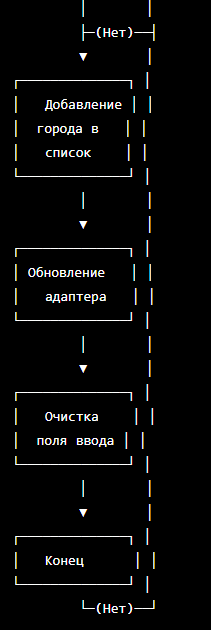 (Нет)
Добавление
города в
список
Обновление
адаптера
Очистка
поля ввода
Конец
(Нет)